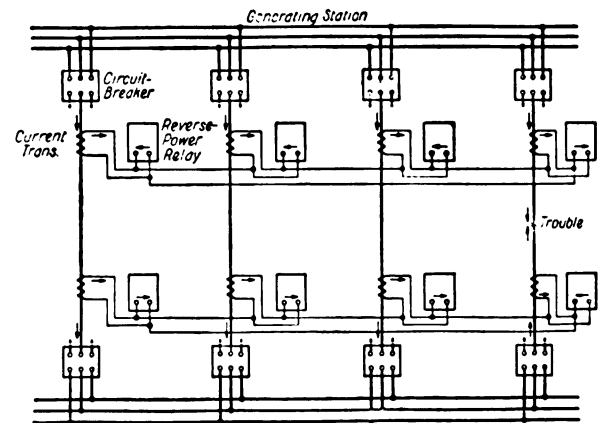 Generating Station
Circuit-
Breaker
Current
Trans.
Reverse-
Power
Relay
Trouble